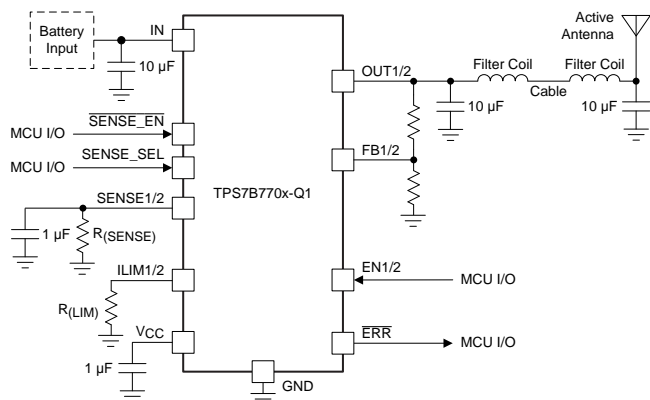 Battery
Input
IN
10 µF
MCU I/O
SENSE_EN
MCU I/O
SENSE_SEL
SENSE1/2
1 µF
R(SENSE)
ILIM1/2
R(LIM)
VCC
1 µF
TPS7B770x-Q1
GND
OUT1/2
10 µF
Filter Coil
Cable
Filter Coil
Active
Antenna
10 µF
FB1/2
EN1/2
MCU I/O
ERR
MCU I/O